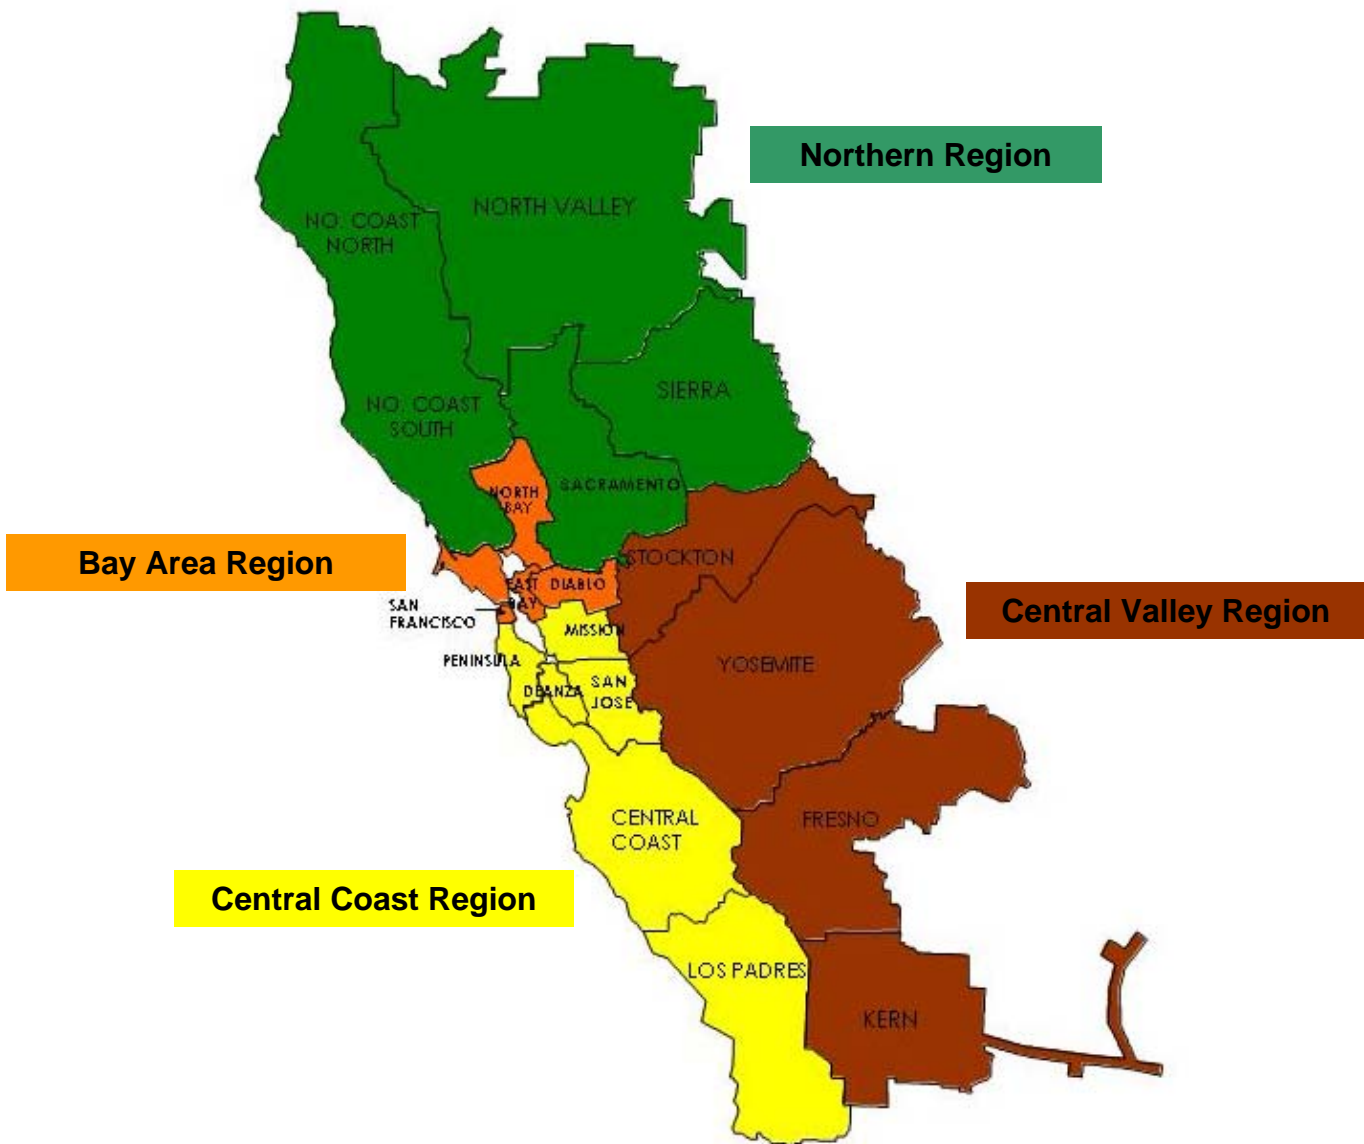 Northern Region
NORTH VALLEY
NO. COAST
NORTH
SIERRA
NO. COAST
SOUTH
SACRAMENTO
NORTH
BAY
Bay Area Region
STOCKTON
EAST
BAY
DIABLO
SAN
FRANCISCO
Central Valley Region
MISSION
PENINSULA
YOSEMITE
DEANZA
SAN
JOSE
CENTRAL
COAST
FRESNO
Central Coast Region
LOS PADRES
KERN